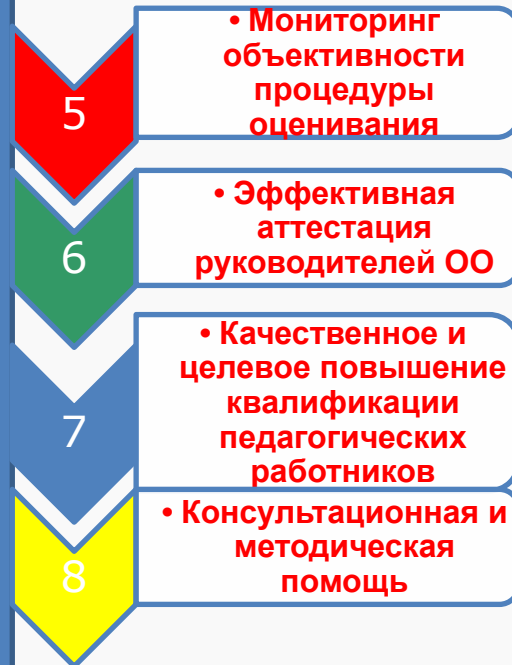 5
• Мониторинг
объективности
процедуры
оценивания
6
• Эффективная
аттестация
руководителей ОО
7
• Качественное и
целевое повышение
квалификации
педагогических
работников
8
• Консультационная и
методическая
помощь